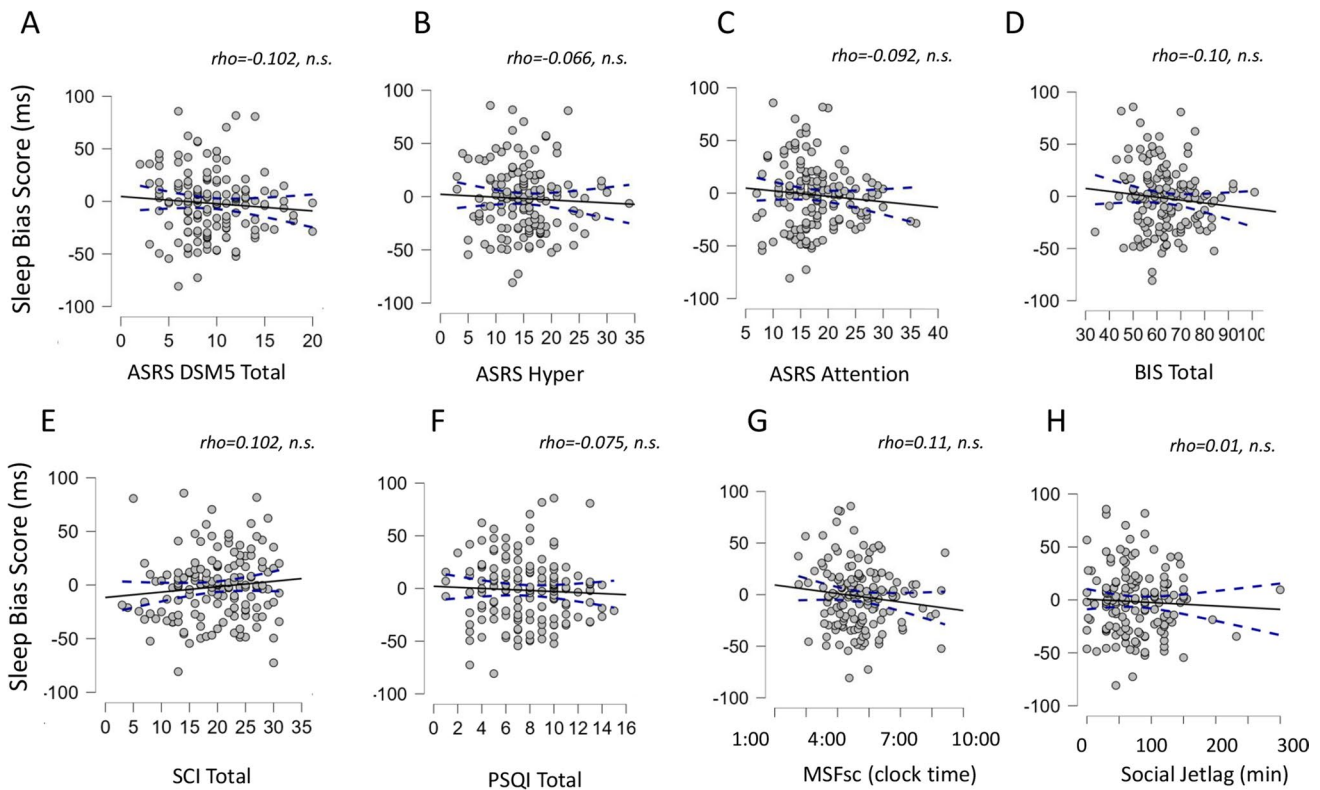 A
B
C
D
rho=-0.102, n.s.
rho=-0.066, n.s.
rho=-0.092, n.s.
rho=-0.10, n.s.
Sleep Bias Score (ms)
100
50
0
-50
-100
0 5 10 15 20
ASRS DSM5 Total
100
50
0
-50
-100
0 5 10 15 20 25 30 35
ASRS Hyper
100
50
0
-50
-100
5 10 15 20 25 30 35 40
ASRS Attention
100
50
0
-50
-100
30 40 50 60 70 80 90 100
BIS Total
E
F
G
H
rho=0.102, n.s.
rho=-0.075, n.s.
rho=0.11, n.s.
rho=0.01, n.s.
Sleep Bias Score (ms)
100
50
0
-50
-100
0 5 10 15 20 25 30 35
SCI Total
100
50
0
-50
-100
0 2 4 6 8 10 12 14 16
PSQI Total
100
50
0
-50
-100
1:00 4:00 7:00 10:00
MSFsc (clock time)
100
50
0
-50
-100
0 100 200 300
Social Jetlag (min)